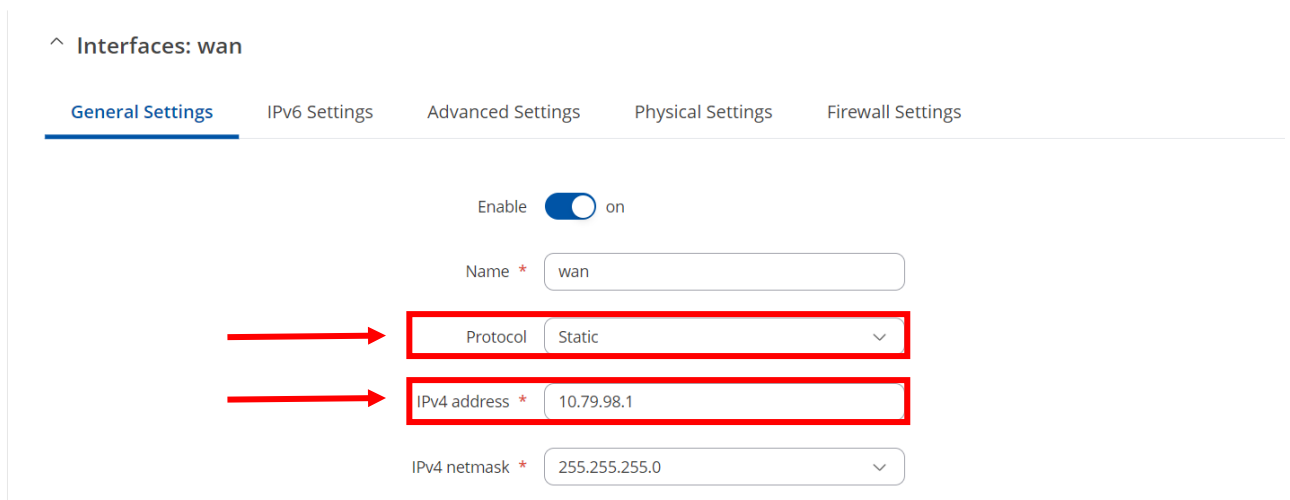 Interfaces: wan
General Settings IPv6 Settings Advanced Settings Physical Settings Firewall Settings
Enable on
Name * wan
Protocol Static
IPv4 address * 10.79.98.1
IPv4 netmask * 255.255.255.0